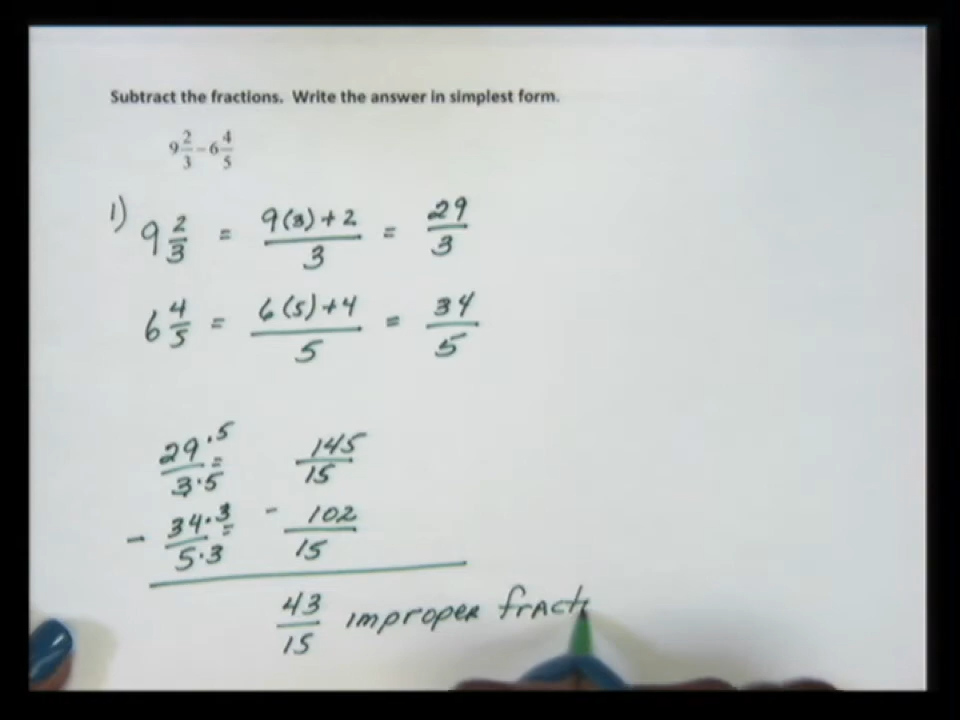 Subtract the fractions. Write the answer in simplest form.
9 2/3 - 6 4/5
1) 9 2/3 = 9(3)+2/3 = 29/3
6 4/5 = 6(5)+4/5 = 34/5
29·5/3·5 = 145/15
- 34·3/5·3 = - 102/15
43/15 improper fract